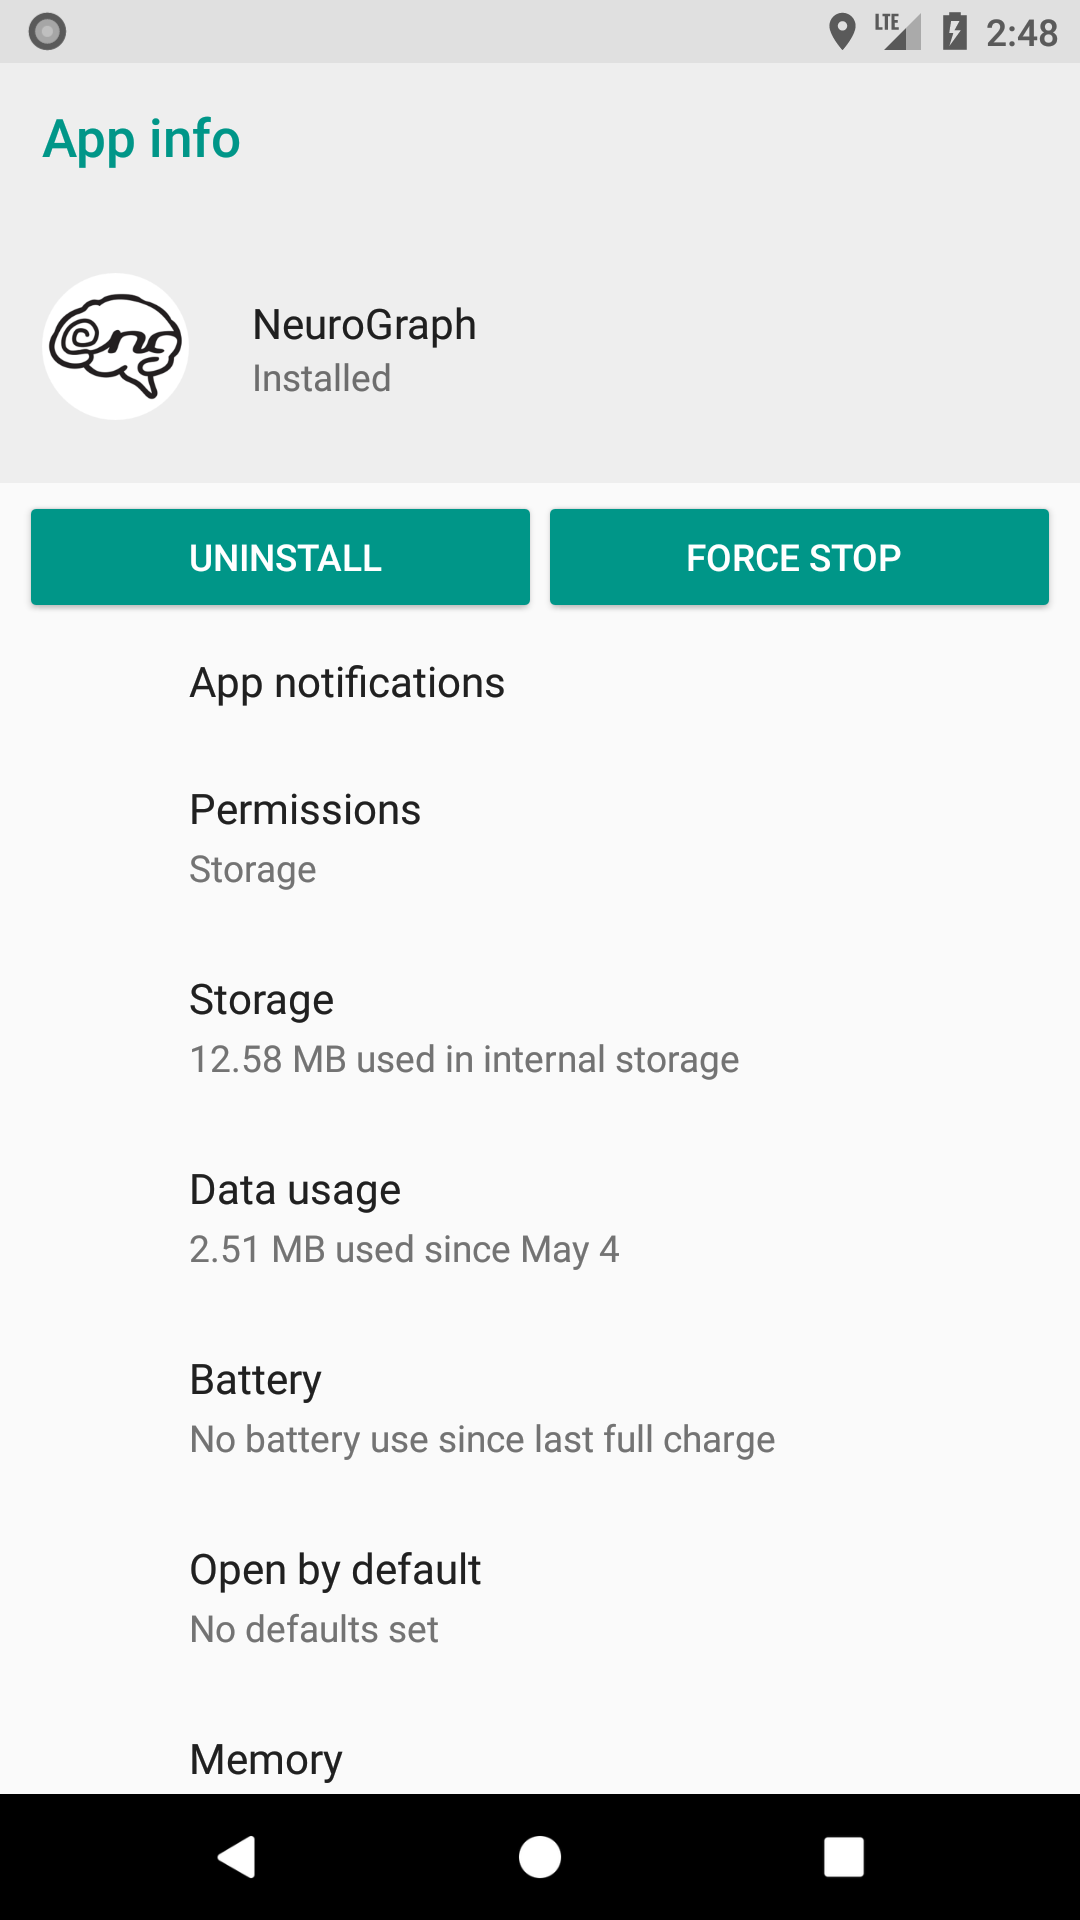 LTE 2:48
App info
NeuroGraph
Installed
UNINSTALL FORCE STOP
App notifications
Permissions
Storage
Storage
12.58 MB used in internal storage
Data usage
2.51 MB used since May 4
Battery
No battery use since last full charge
Open by default
No defaults set
Memory